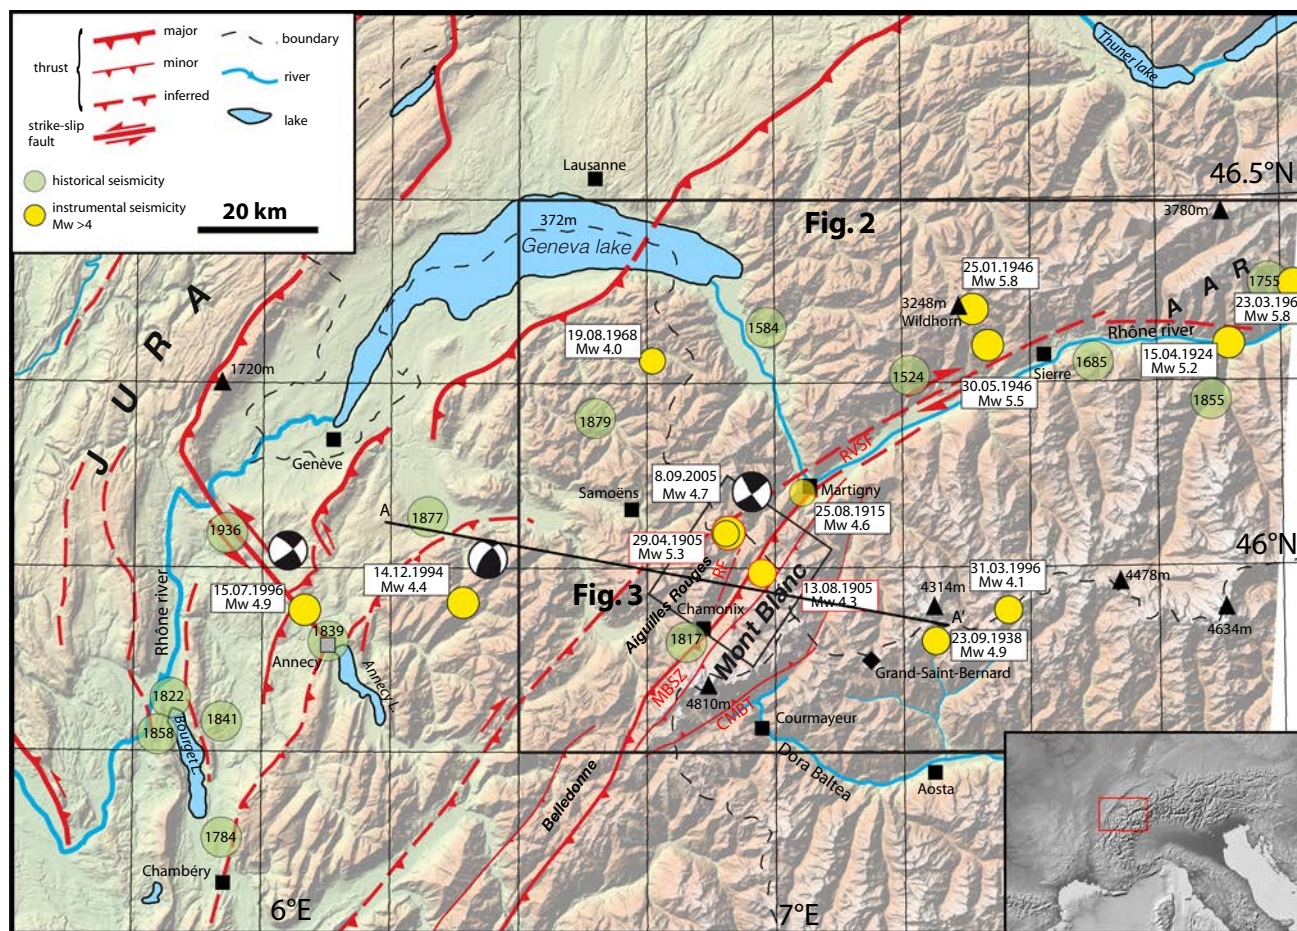 major
thrust
minor
inferred
strike-slip
fault
boundary
river
lake
historical seismicity
instrumental seismicity
Mw >4
20 km
Thuner lake
Lausanne
46.5°N
3780m
372m
Geneva lake
Fig. 2
JURA
1720m
Genève
19.08.1968
Mw 4.0
1584
25.01.1946
Mw 5.8
3248m
Wildhorn
AAR
1755
23.03.196
Mw 5.8
Rhône river
15.04.1924
Mw 5.2
1524
Sierre
1685
30.05.1946
Mw 5.5
1855
1879
RVSF
8.09.2005
Mw 4.7
Martigny
Samoëns
25.08.1915
Mw 4.6
A
1877
1936
29.04.1905
Mw 5.3
RF
46°N
14.12.1994
Mw 4.4
15.07.1996
Mw 4.9
Fig. 3
Aiguilles Rouges
Mont Blanc
13.08.1905
Mw 4.3
31.03.1996
Mw 4.1
4314m
4478m
4634m
A'
23.09.1938
Mw 4.9
Chamonix
1817
Rhône river
1839
Annecy
Annecy L.
Grand-Saint-Bernard
MBSZ
4810m
CMBT
Courmayeur
1822
1858
1841
Bourget L.
Dora Baltea
Aosta
Belledonne
1784
Chambéry
6°E
7°E